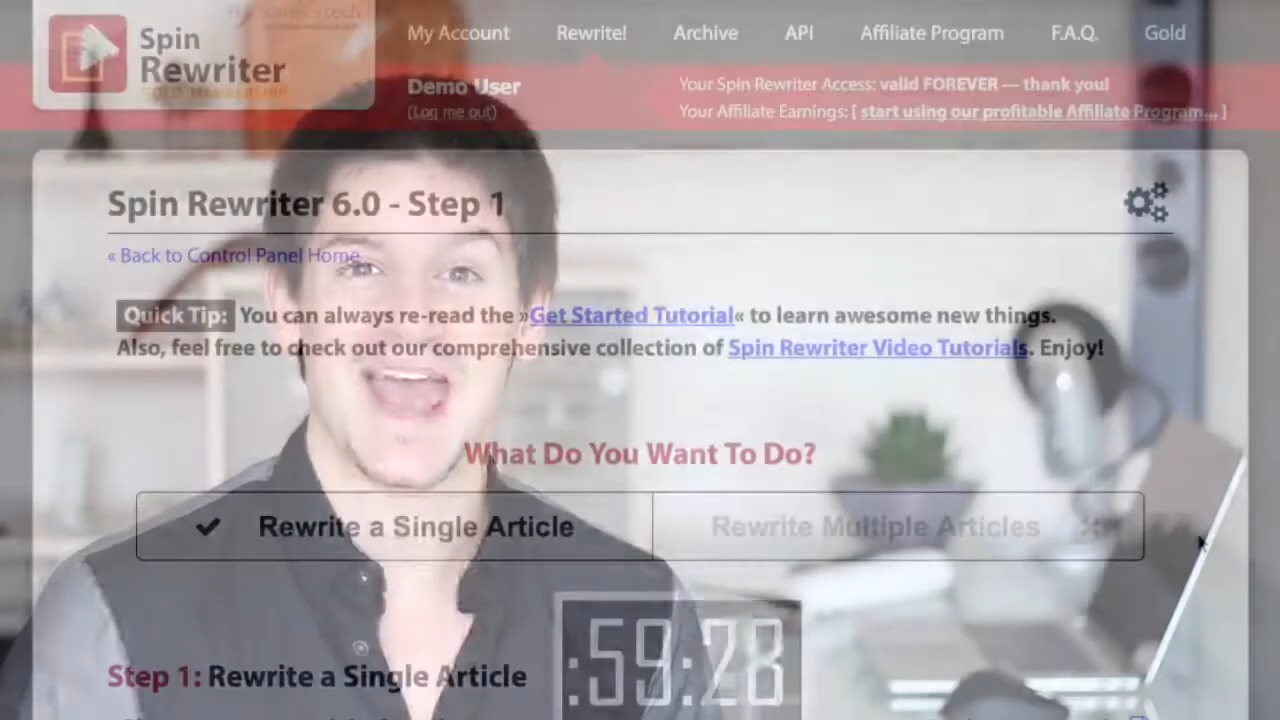 Spin
Rewriter
GOLD MEMBERSHIP
My Account Rewrite! Archive API Affiliate Program F.A.Q. Gold
Demo User
(Log me out)
Your Spin Rewriter Access: valid FOREVER — thank you!
Your Affiliate Earnings: [ start using our profitable Affiliate Program... ]
Spin Rewriter 6.0 - Step 1
« Back to Control Panel Home
Quick Tip: You can always re-read the »Get Started Tutorial« to learn awesome new things.
Also, feel free to check out our comprehensive collection of Spin Rewriter Video Tutorials. Enjoy!
What Do You Want To Do?
Rewrite a Single Article Rewrite Multiple Articles
:59:28
Step 1: Rewrite a Single Article